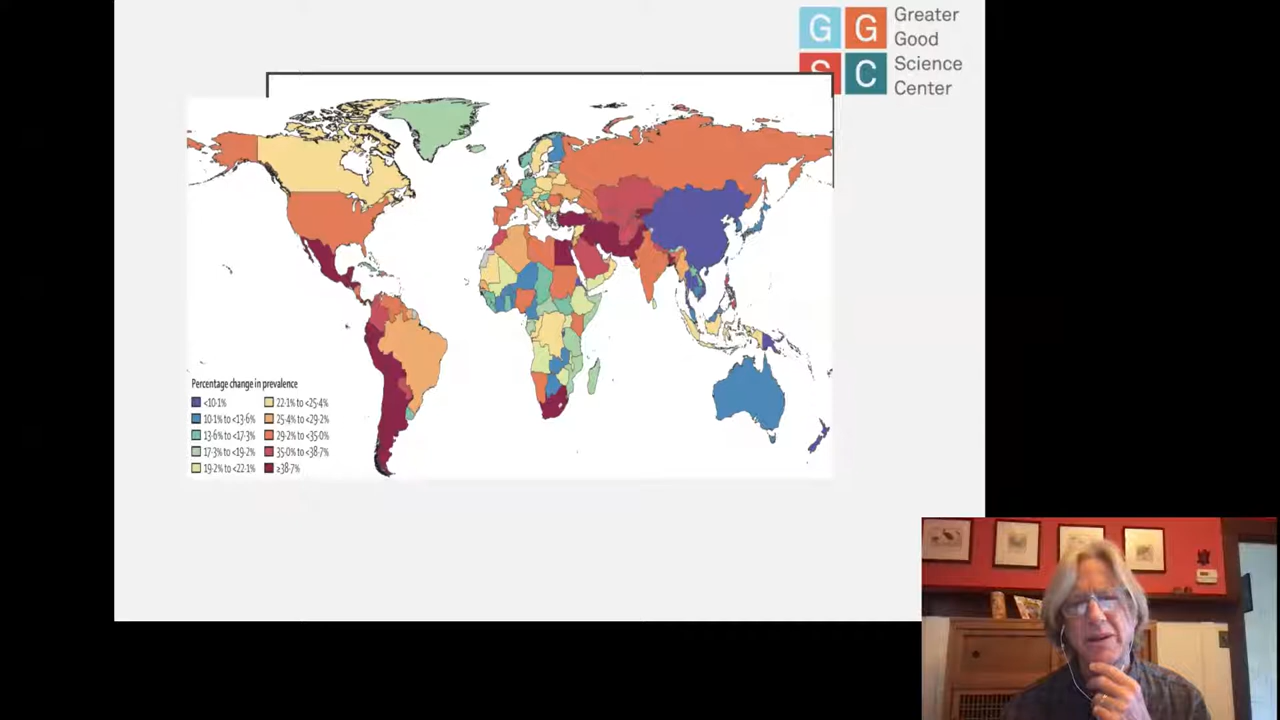 G G
S C
Greater
Good
Science
Center
Percentage change in prevalence
<10·1%
10·1% to <13·6%
13·6% to <17·3%
17·3% to <19·2%
19·2% to <22·1%
22·1% to <25·4%
25·4% to <29·2%
29·2% to <35·0%
35·0% to <38·7%
≥38·7%